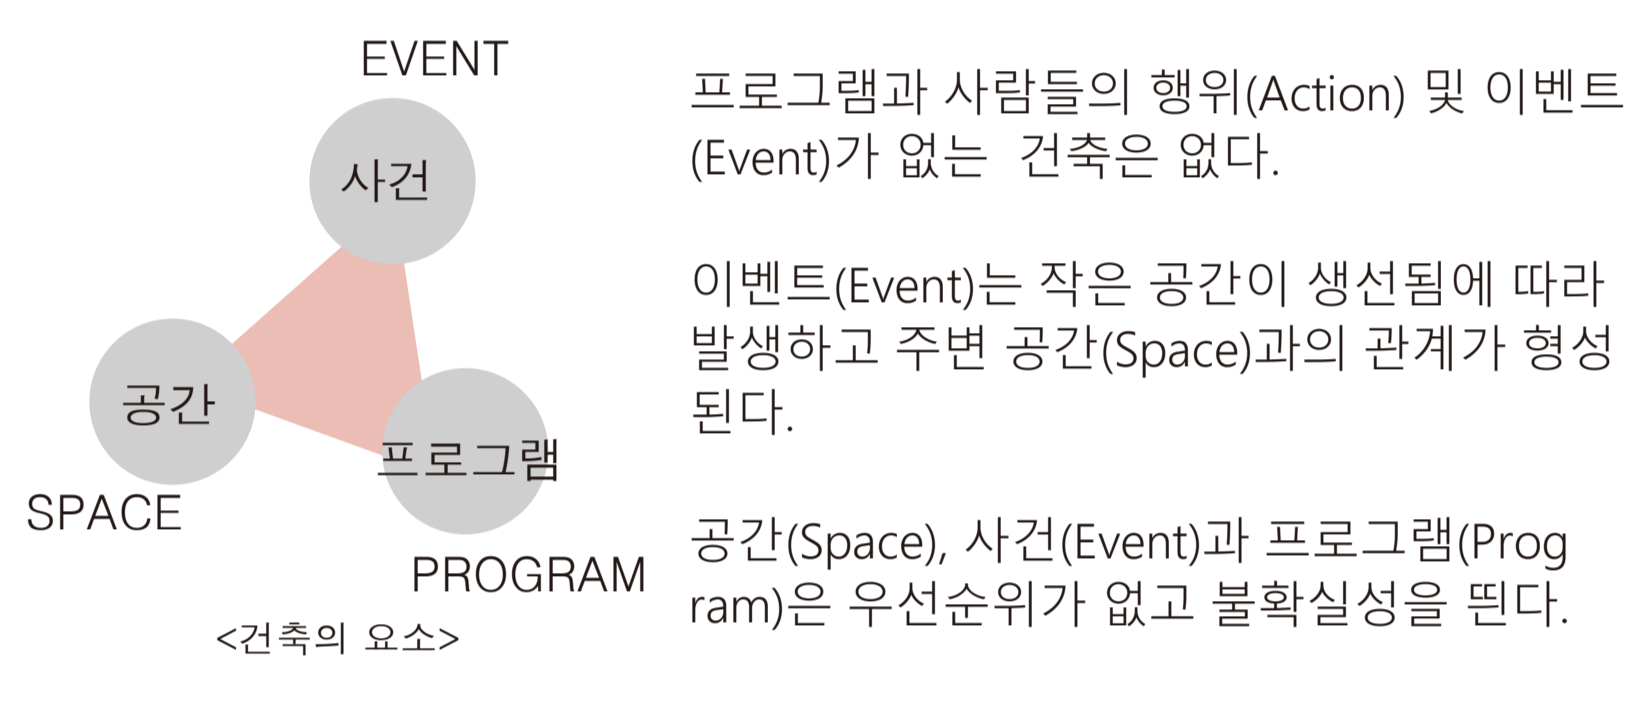 EVENT
사건
공간
프로그램
SPACE
PROGRAM
<건축의 요소>
프로그램과 사람들의 행위(Action) 및 이벤트
(Event)가 없는 건축은 없다.
이벤트(Event)는 작은 공간이 생선됨에 따라
발생하고 주변 공간(Space)과의 관계가 형성
된다.
공간(Space), 사건(Event)과 프로그램(Prog
ram)은 우선순위가 없고 불확실성을 띈다.